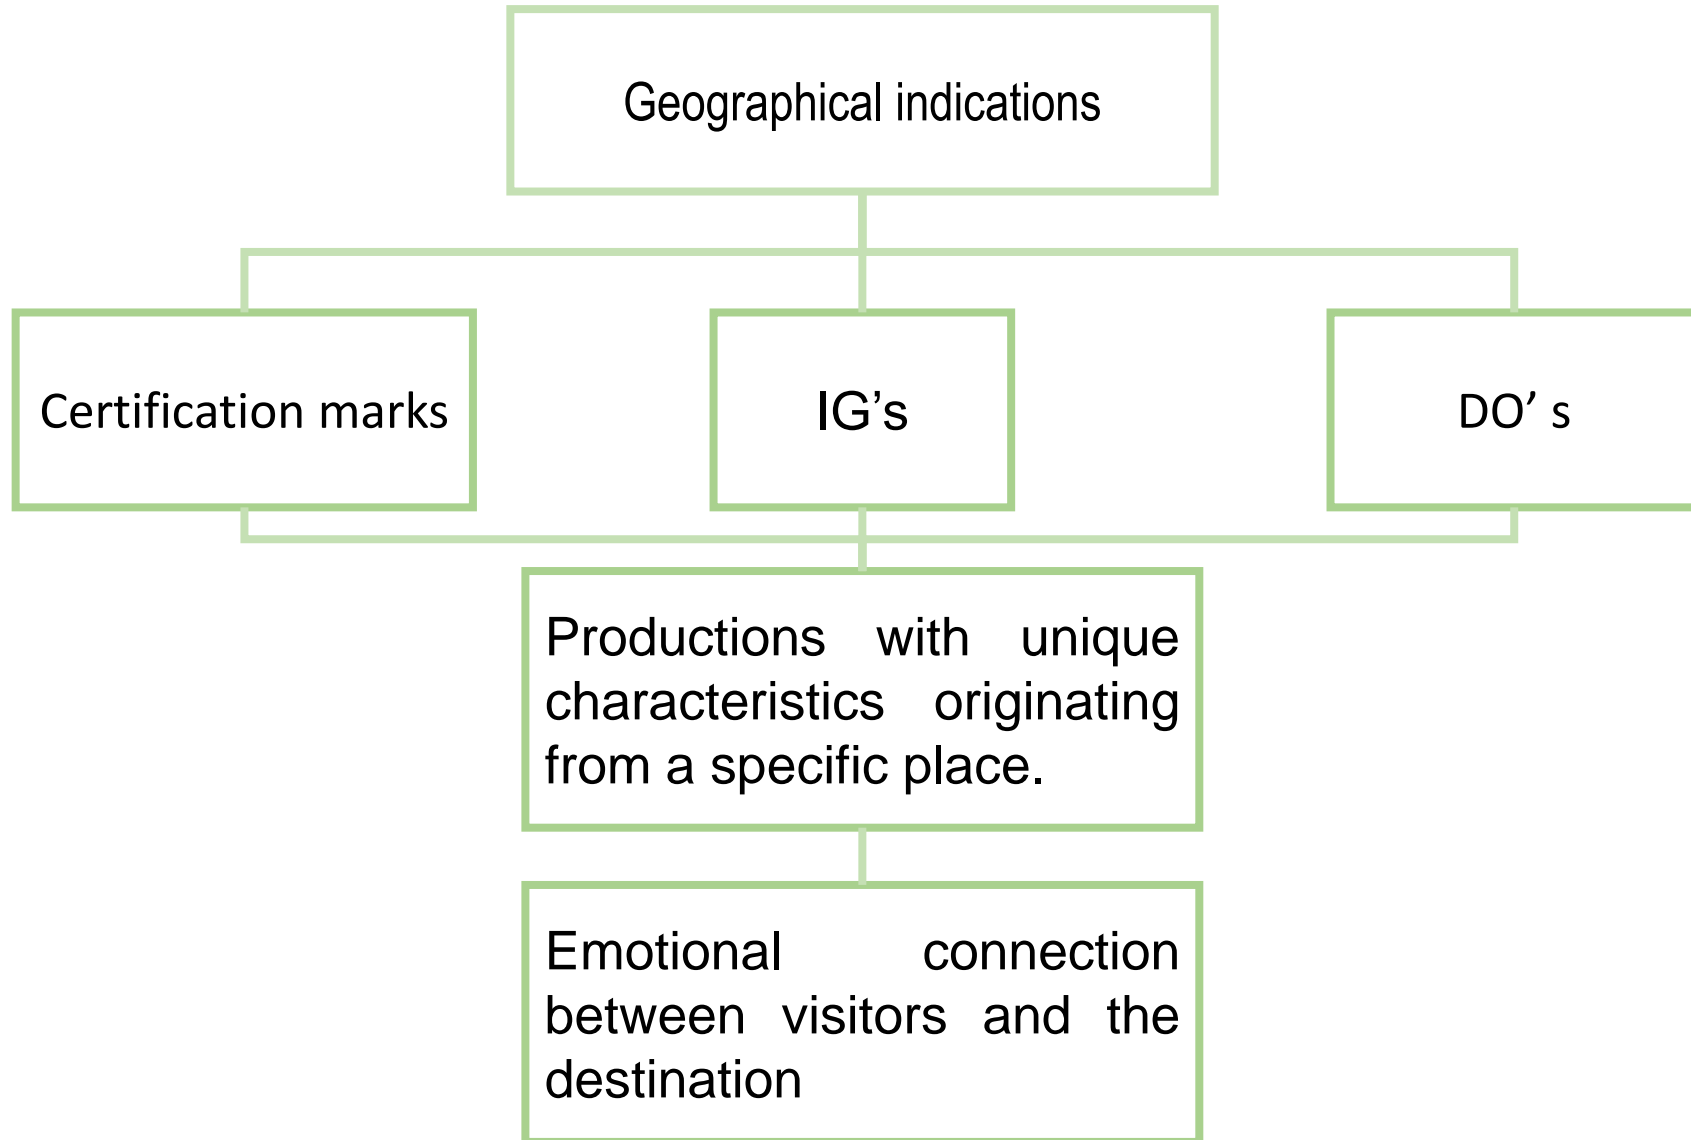 Geographical indications
Certification marks
IG’s
DO’ s
Productions with unique
characteristics originating
from a specific place.
Emotional connection
between visitors and the
destination